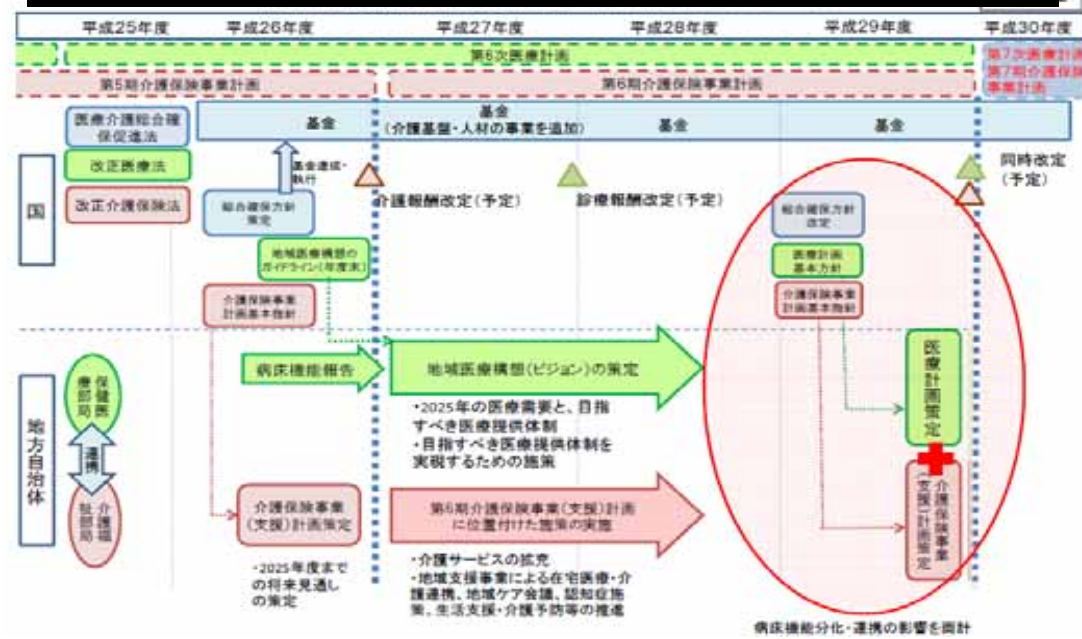 平成25年度
平成26年度
平成27年度
平成28年度
平成29年度
平成30年度
第6次医療計画
第7次医療計画
第5期介護保険事業計画
第6期介護保険事業計画
第7期介護保険
事業計画
国
医療介護総合確
保促進法
改正医療法
改正介護保険法
基金
基金
(介護基盤・人材の事業を追加)
基金
基金
基金造成・
執行
総合確保方針
策定
地域医療構想の
ガイドライン(年度末)
介護保険事業
計画基本指針
介護報酬改定(予定)
診療報酬改定(予定)
同時改定
(予定)
総合確保方針
改定
医療計画
基本方針
介護保険事業
計画基本指針
地方自治体
保健医
療部局
連携
介護福
祉部局
病床機能報告
地域医療構想(ビジョン)の策定
・2025年の医療需要と、目指
すべき医療提供体制
・目指すべき医療提供体制を
実現するための施策
介護保険事業
(支援)計画策定
・2025年度まで
の将来見通し
の策定
第6期介護保険事業(支援)計画
に位置付けた施策の実施
・介護サービスの拡充
・地域支援事業による在宅医療・介
護連携、地域ケア会議、認知症施
策、生活支援・介護予防等の推進
医療計画策定
介護保険事業
(支援)計画策定
病床機能分化・連携の影響を両計